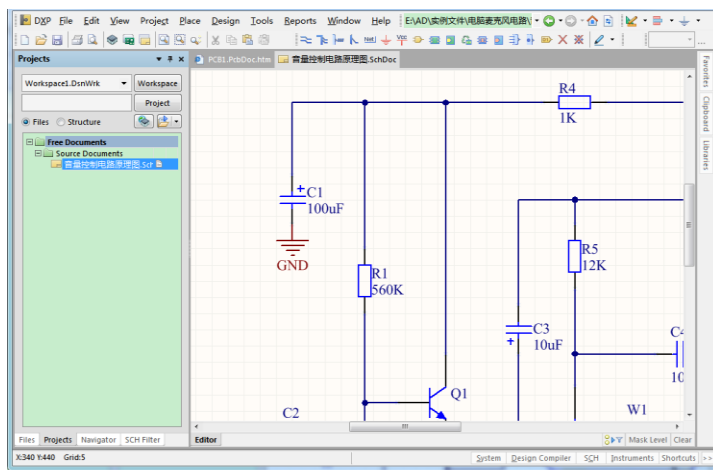 DXP File Edit View Project Place Design Tools Reports Window Help E:\AD\实例文件\电脑麦克风电路\
Projects
PCB1.PcbDoc.htm 音量控制电路原理图.SchDoc
Workspace1.DsnWrk Workspace
Project
Files Structure
Free Documents
Source Documents
音量控制电路原理图.Sch
R4
1K
C1
100uF
GND
R1
560K
R5
12K
C3
10uF
C4
10
Q1
C2
W1
Favorites
Clipboard
Libraries
Files Projects Navigator SCH Filter
Editor
Mask Level Clear
X:340 Y:440 Grid:5
System Design Compiler SCH Instruments Shortcuts >>